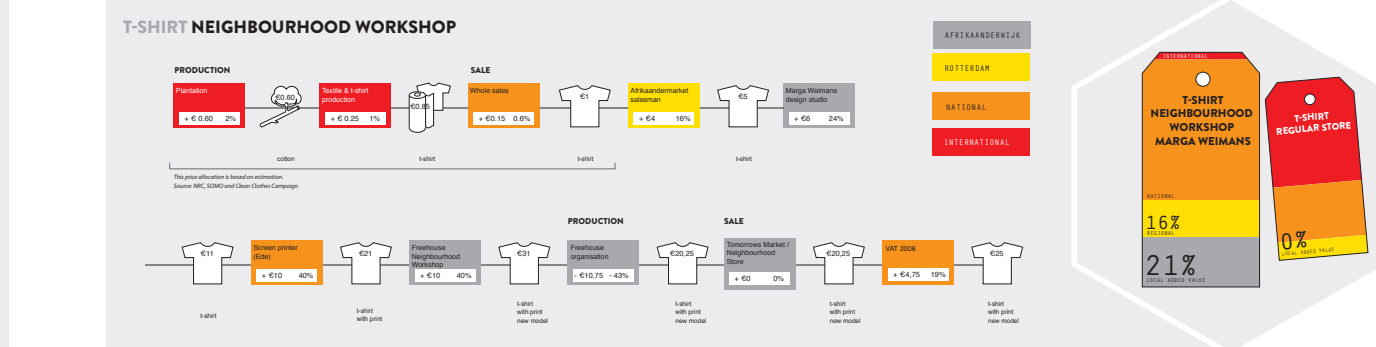 T-SHIRT NEIGHBOURHOOD WORKSHOP
AFRIKAANDERWIJK
ROTTERDAM
NATIONAL
INTERNATIONAL
PRODUCTION
SALE
Plantation
+ € 0.60 2%
€0.60
Textile & t-shirt
production
+ € 0.25 1%
€0.85
Whole sales
+ €0.15 0.6%
€1
Afrikaandermarket
salesman
+ €4 16%
€5
Marga Weimans
design studio
+ €6 24%
cotton
t-shirt
t-shirt
t-shirt
This price allocation is based on estimation.
Source: NRC, SOMO and Clean Clothes Campaign
PRODUCTION
SALE
€11
Screen printer
(Ede)
+ €10 40%
€21
Freehouse
Neighbourhood
Workshop
+ €10 40%
€31
Freehouse
organisation
- €10,75 - 43%
€20,25
Tomorrows Market /
Neighbourhood
Store
+ €0 0%
€20,25
VAT 2008
+ €4,75 19%
€25
t-shirt
t-shirt
with print
t-shirt
with print
new model
t-shirt
with print
new model
t-shirt
with print
new model
t-shirt
with print
new model
INTERNATIONAL
T-SHIRT
NEIGHBOURHOOD
WORKSHOP
MARGA WEIMANS
NATIONAL
16%
REGIONAL
21%
LOCAL ADDED VALUE
T-SHIRT
REGULAR STORE
0%
LOCAL ADDED VALUE